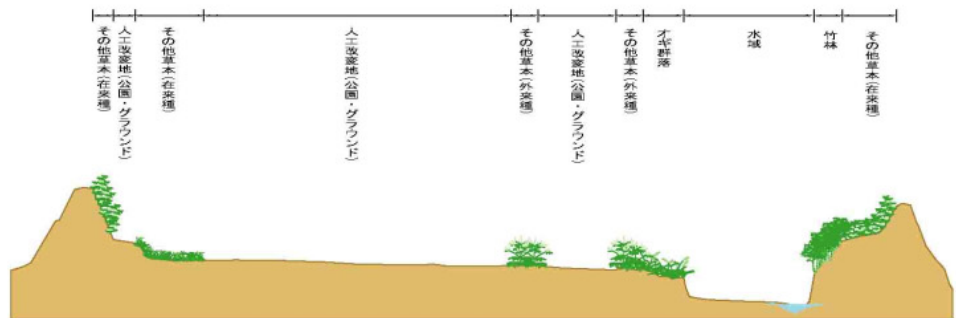 その他草本(在来種)
人工改変地(公園・グラウンド)
その他草本(在来種)
人工改変地(公園・グラウンド)
その他草本(外来種)
人工改変地(公園・グラウンド)
その他草本(外来種)
オギ群落
水域
竹林
その他草本(在来種)